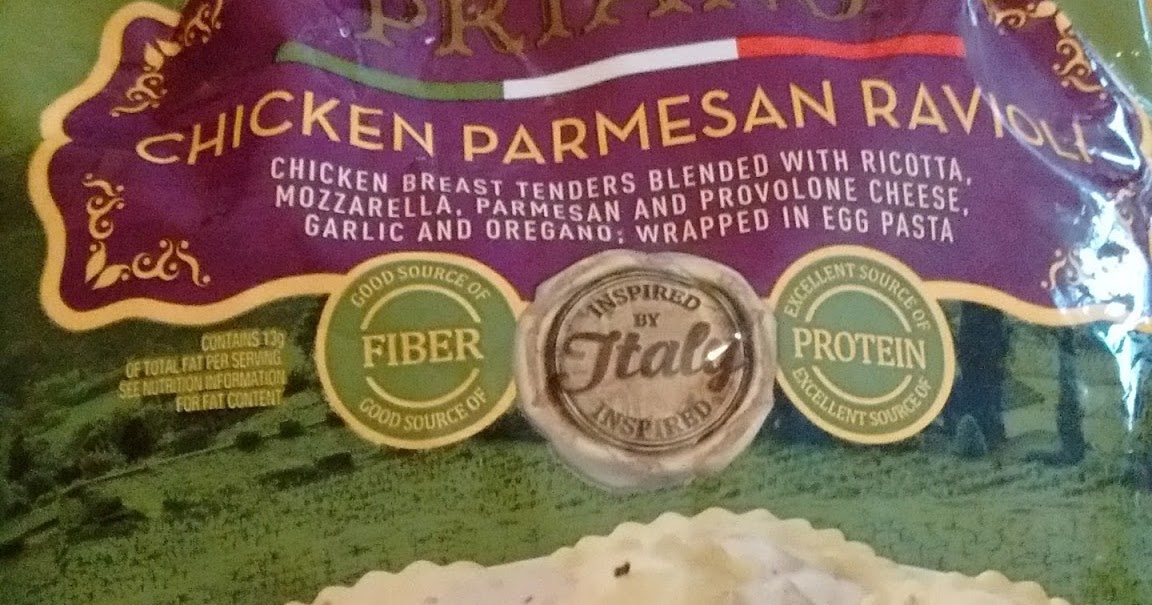 PRIANO
CHICKEN PARMESAN RAVIOLI
CHICKEN BREAST TENDERS BLENDED WITH RICOTTA,
MOZZARELLA, PARMESAN AND PROVOLONE CHEESE,
GARLIC AND OREGANO; WRAPPED IN EGG PASTA
CONTAINS 13g
OF TOTAL FAT PER SERVING
SEE NUTRITION INFORMATION
FOR FAT CONTENT
GOOD SOURCE OF
FIBER
GOOD SOURCE OF
INSPIRED
BY
Italy
INSPIRED
EXCELLENT SOURCE OF
PROTEIN
EXCELLENT SOURCE OF